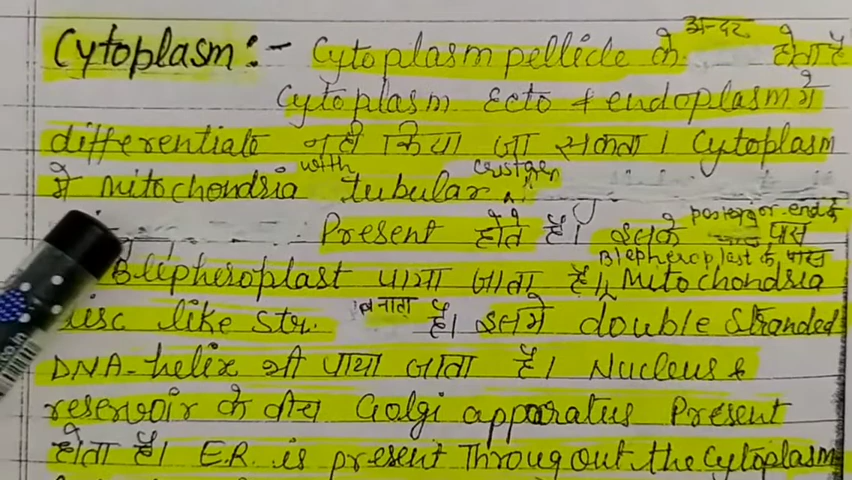 Cytoplasm :- Cytoplasm pellicle के अन्दर होता है
Cytoplasm Ecto & endoplasm में
differentiate नही किया जा सकता । Cytoplasm
में mitochondria with tubular cristae
Present होते हैं। इसके posterior end के पास
Blepheroplast पाया जाता है। Blepheroplast के पास Mitochondria
disc like str. बनाता है। इसमे double Stranded
DNA-helix भी पाया जाता है। Nucleus &
reservoir के बीच Golgi apparatus Present
होता है। E.R. is present Throug out the Cytoplasm